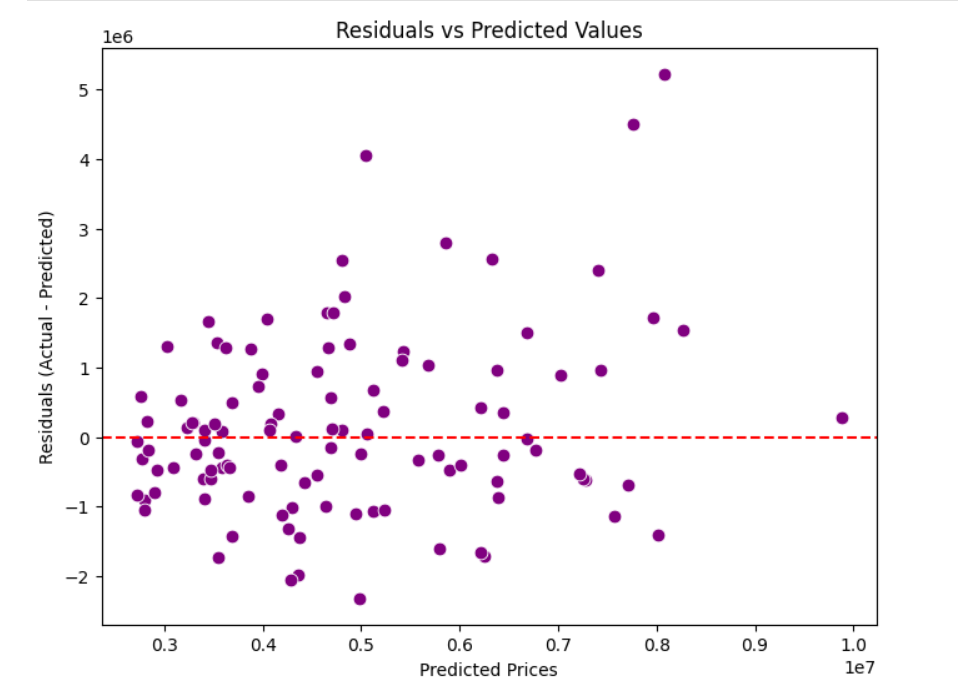 Residuals vs Predicted Values
1e6
5
4
3
2
1
0
−1
−2
Residuals (Actual - Predicted)
0.3 0.4 0.5 0.6 0.7 0.8 0.9 1.0
1e7
Predicted Prices